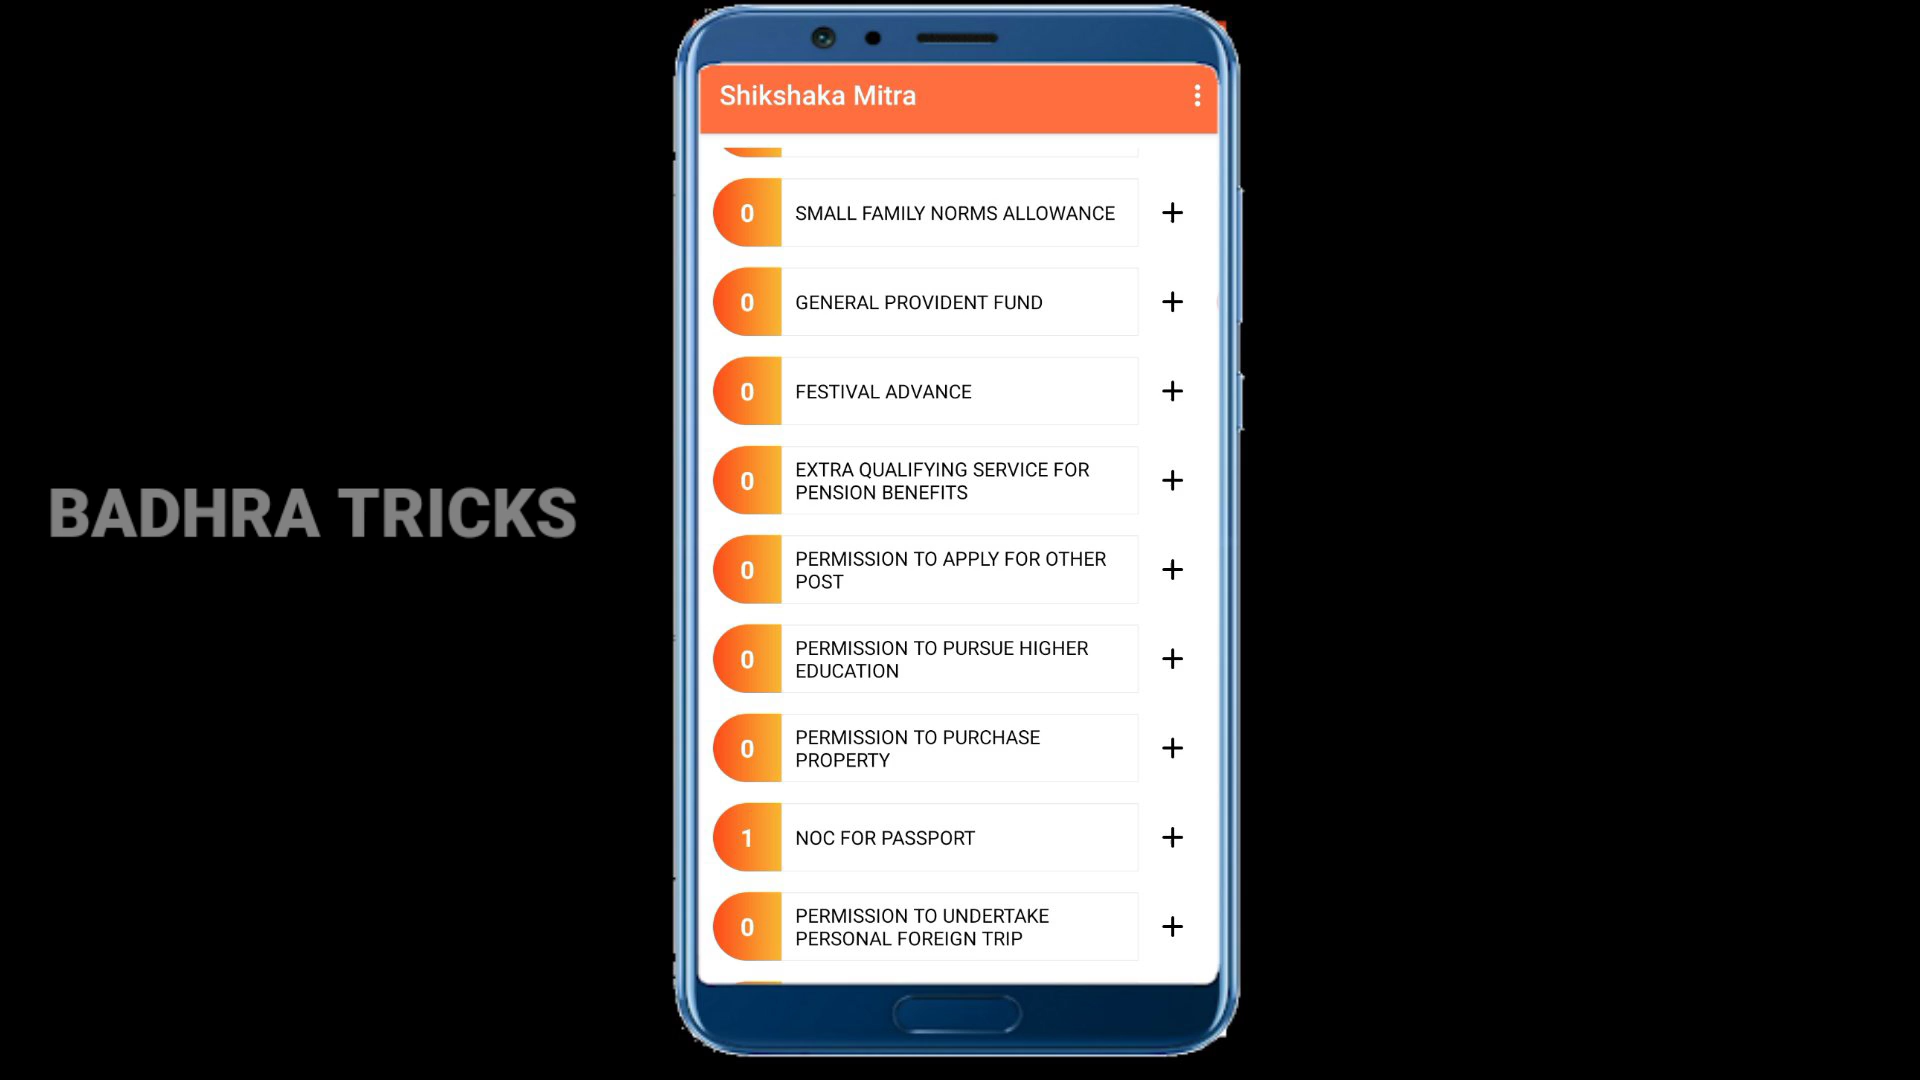 Shikshaka Mitra
0
SMALL FAMILY NORMS ALLOWANCE
+
0
GENERAL PROVIDENT FUND
+
0
FESTIVAL ADVANCE
+
0
EXTRA QUALIFYING SERVICE FOR
PENSION BENEFITS
+
0
PERMISSION TO APPLY FOR OTHER
POST
+
0
PERMISSION TO PURSUE HIGHER
EDUCATION
+
0
PERMISSION TO PURCHASE
PROPERTY
+
1
NOC FOR PASSPORT
+
0
PERMISSION TO UNDERTAKE
PERSONAL FOREIGN TRIP
+
BADHRA TRICKS